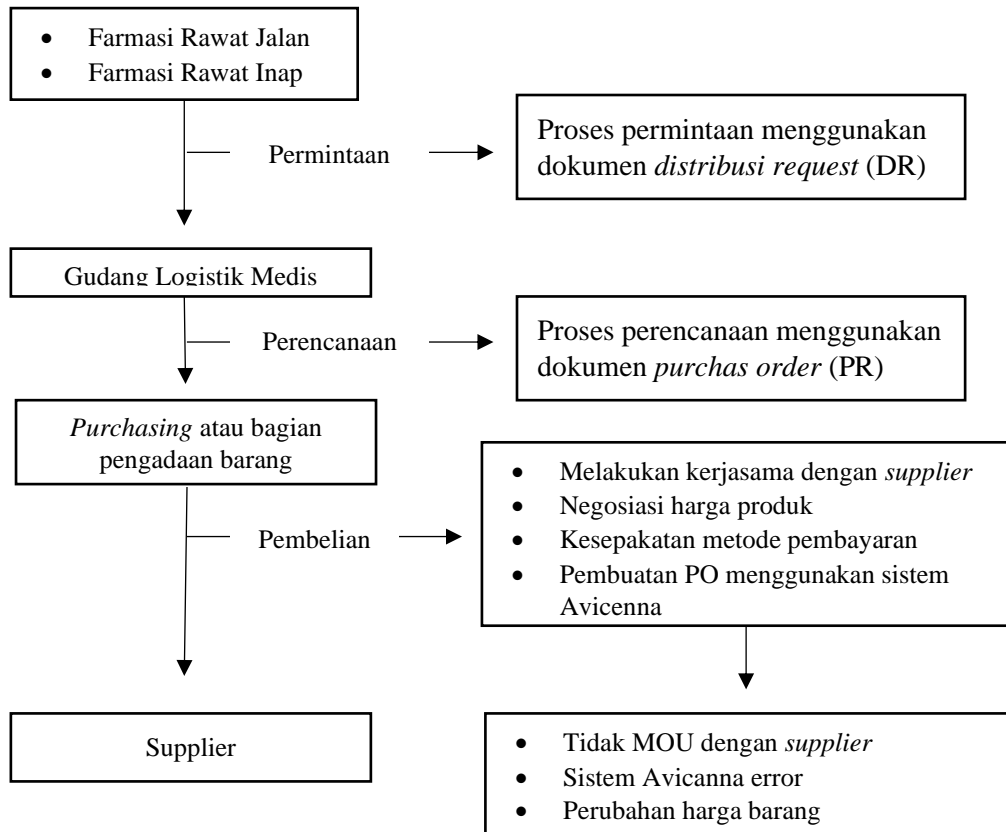 • Farmasi Rawat Jalan
• Farmasi Rawat Inap
Permintaan
Proses permintaan menggunakan
dokumen distribusi request (DR)
Gudang Logistik Medis
Perencanaan
Proses perencanaan menggunakan
dokumen purchas order (PR)
Purchasing atau bagian
pengadaan barang
Pembelian
• Melakukan kerjasama dengan supplier
• Negosiasi harga produk
• Kesepakatan metode pembayaran
• Pembuatan PO menggunakan sistem
Avicenna
Supplier
• Tidak MOU dengan supplier
• Sistem Avicanna error
• Perubahan harga barang